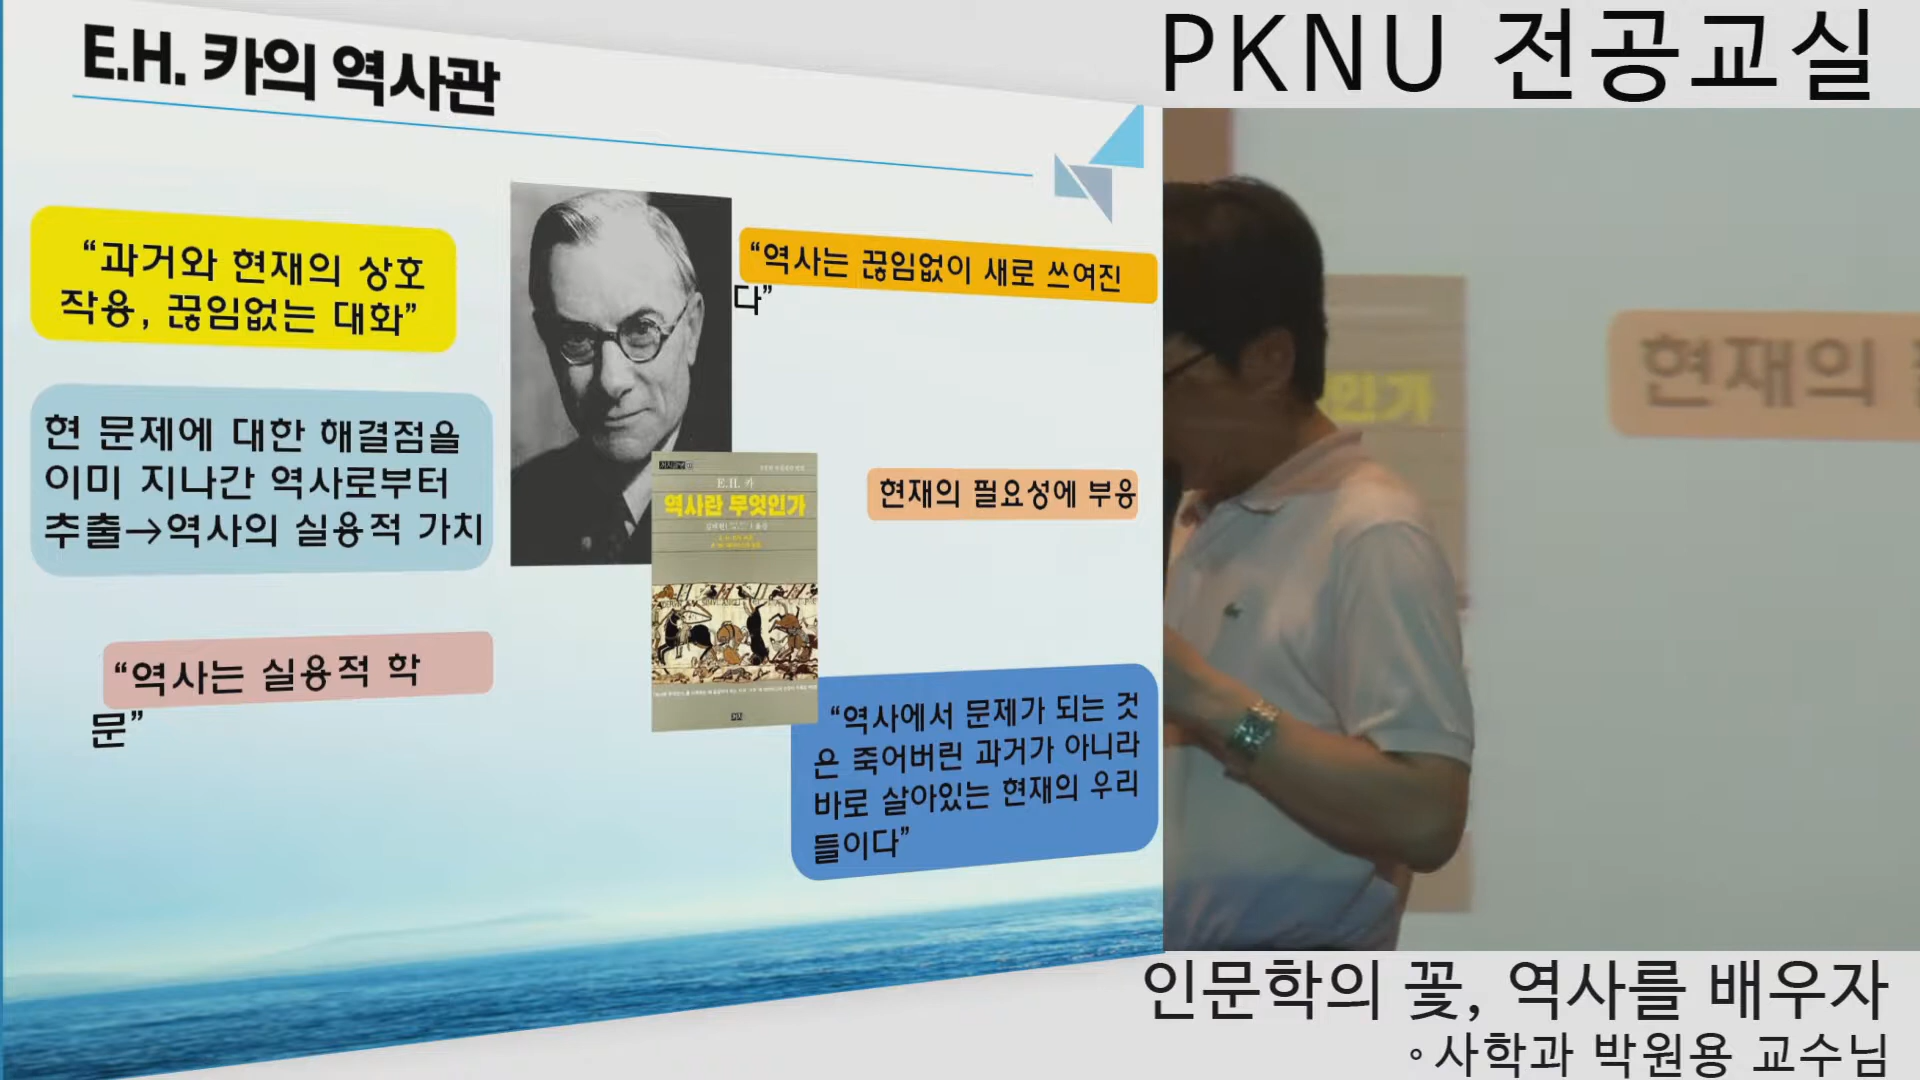 E.H. 카의 역사관
PKNU 전공교실
“과거와 현재의 상호
작용, 끊임없는 대화”
“역사는 끊임없이 새로 쓰여진
다”
현 문제에 대한 해결점을
이미 지나간 역사로부터
추출→역사의 실용적 가치
E.H. 카
역사란 무엇인가
현재의 필요성에 부응
“역사는 실용적 학
문”
“역사에서 문제가 되는 것
은 죽어버린 과거가 아니라
바로 살아있는 현재의 우리
들이다”
인가
현재의
인문학의 꽃, 역사를 배우자
◦사학과 박원용 교수님